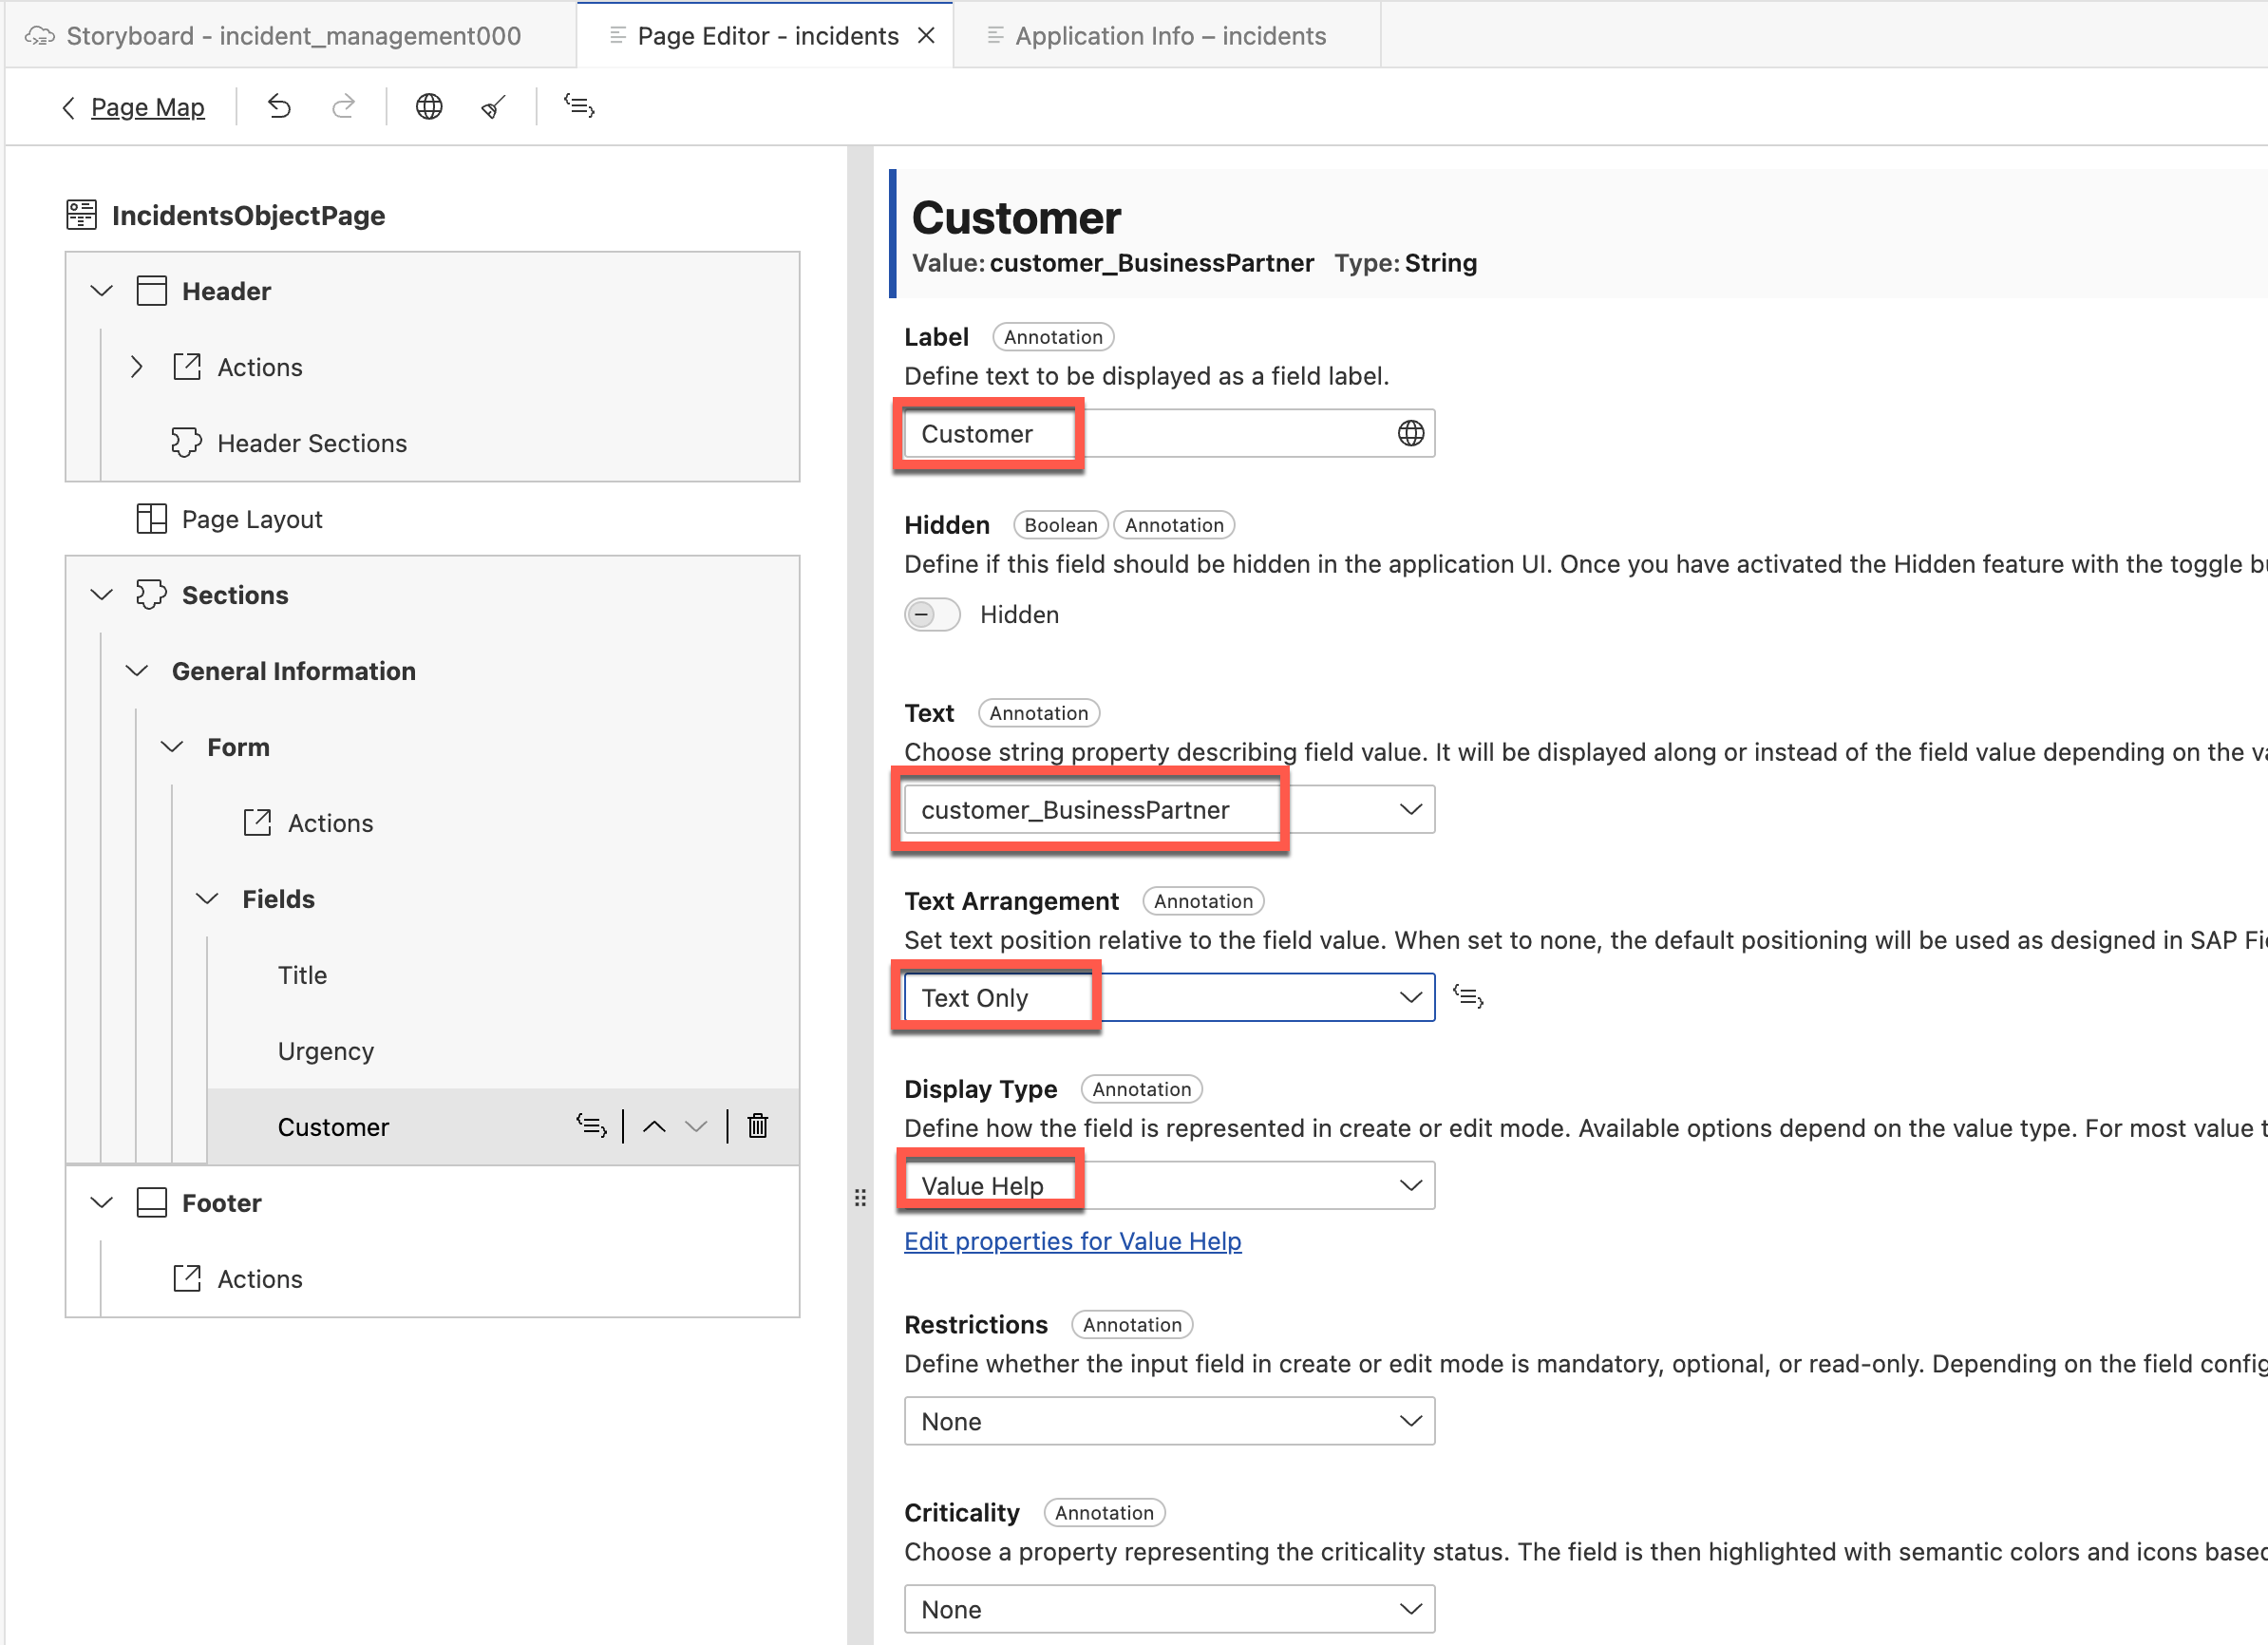 Storyboard - incident_management000
Page Editor - incidents
Application Info – incidents
Page Map
IncidentsObjectPage
Header
Actions
Header Sections
Page Layout
Sections
General Information
Form
Actions
Fields
Title
Urgency
Customer
Footer
Actions
Customer
Value: customer_BusinessPartner Type: String
Label Annotation
Define text to be displayed as a field label.
Customer
Hidden Boolean Annotation
Define if this field should be hidden in the application UI. Once you have activated the Hidden feature with the toggle
Hidden
Text Annotation
Choose string property describing field value. It will be displayed along or instead of the field value depending on the
customer_BusinessPartner
Text Arrangement Annotation
Set text position relative to the field value. When set to none, the default positioning will be used as designed in SAP
Text Only
Display Type Annotation
Define how the field is represented in create or edit mode. Available options depend on the value type. For most value
Value Help
Edit properties for Value Help
Restrictions Annotation
Define whether the input field in create or edit mode is mandatory, optional, or read-only. Depending on the field
None
Criticality Annotation
Choose a property representing the criticality status. The field is then highlighted with semantic colors and icons
None